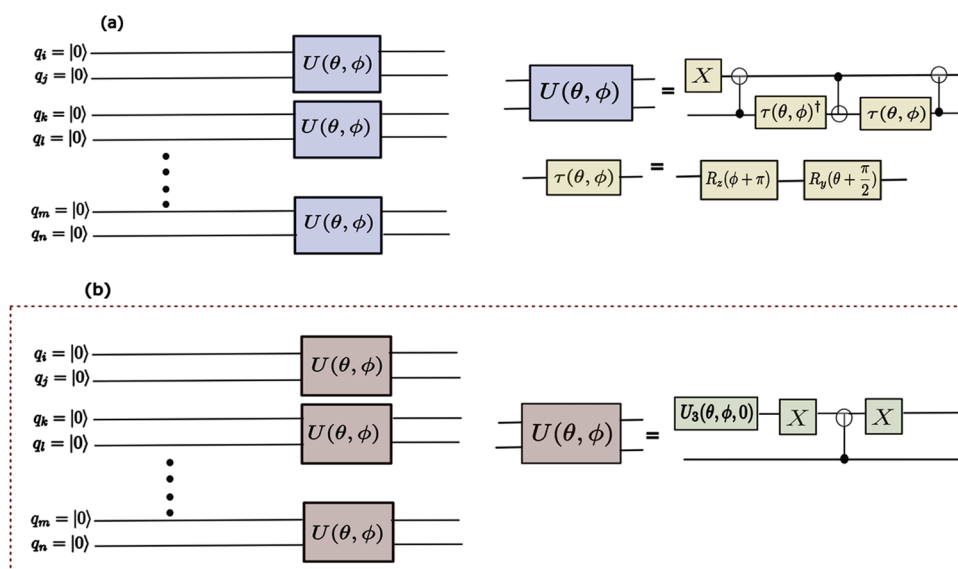 (a)
q_i = |0⟩
q_j = |0⟩
U(θ, ϕ)
q_k = |0⟩
q_l = |0⟩
U(θ, ϕ)
q_m = |0⟩
q_n = |0⟩
U(θ, ϕ)
U(θ, ϕ) = X τ(θ, ϕ)† τ(θ, ϕ)
τ(θ, ϕ) = R_z(ϕ + π) R_y(θ + π/2)
(b)
q_i = |0⟩
q_j = |0⟩
U(θ, ϕ)
q_k = |0⟩
q_l = |0⟩
U(θ, ϕ)
q_m = |0⟩
q_n = |0⟩
U(θ, ϕ)
U(θ, ϕ) = U_3(θ, ϕ, 0) X X